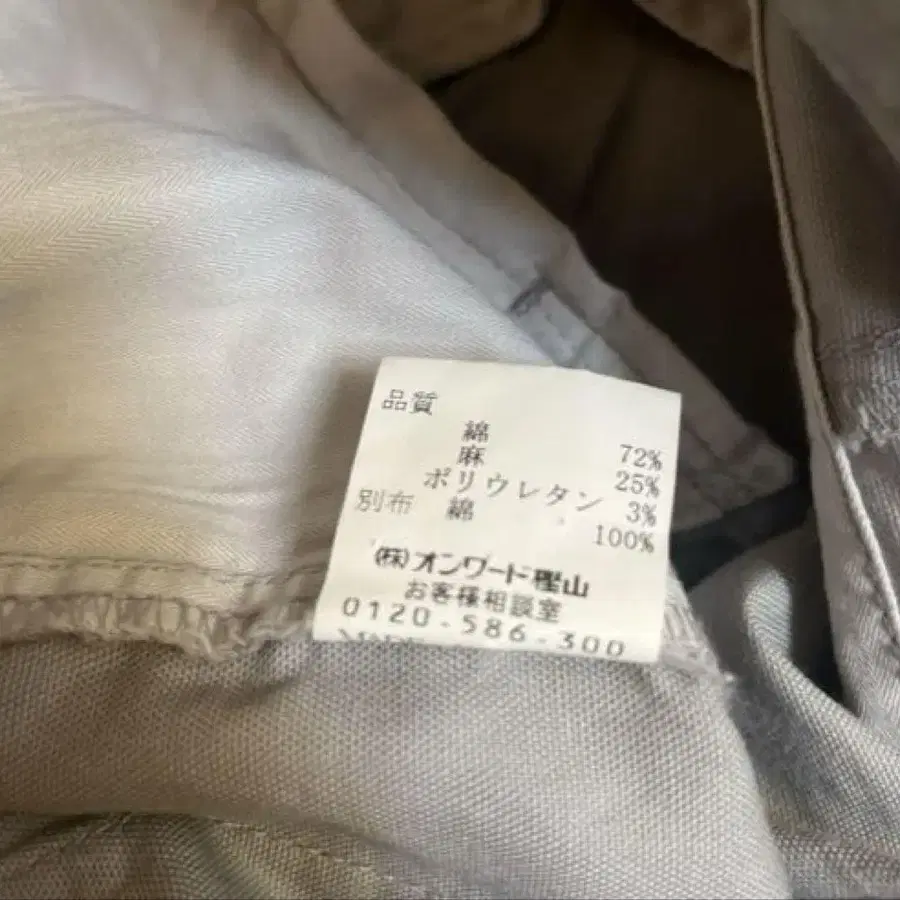 品質
綿 72%
麻 25%
ポリウレタン 3%
別布 綿 100%
(株)オンワード樫山
お客様相談室
0120-586-300